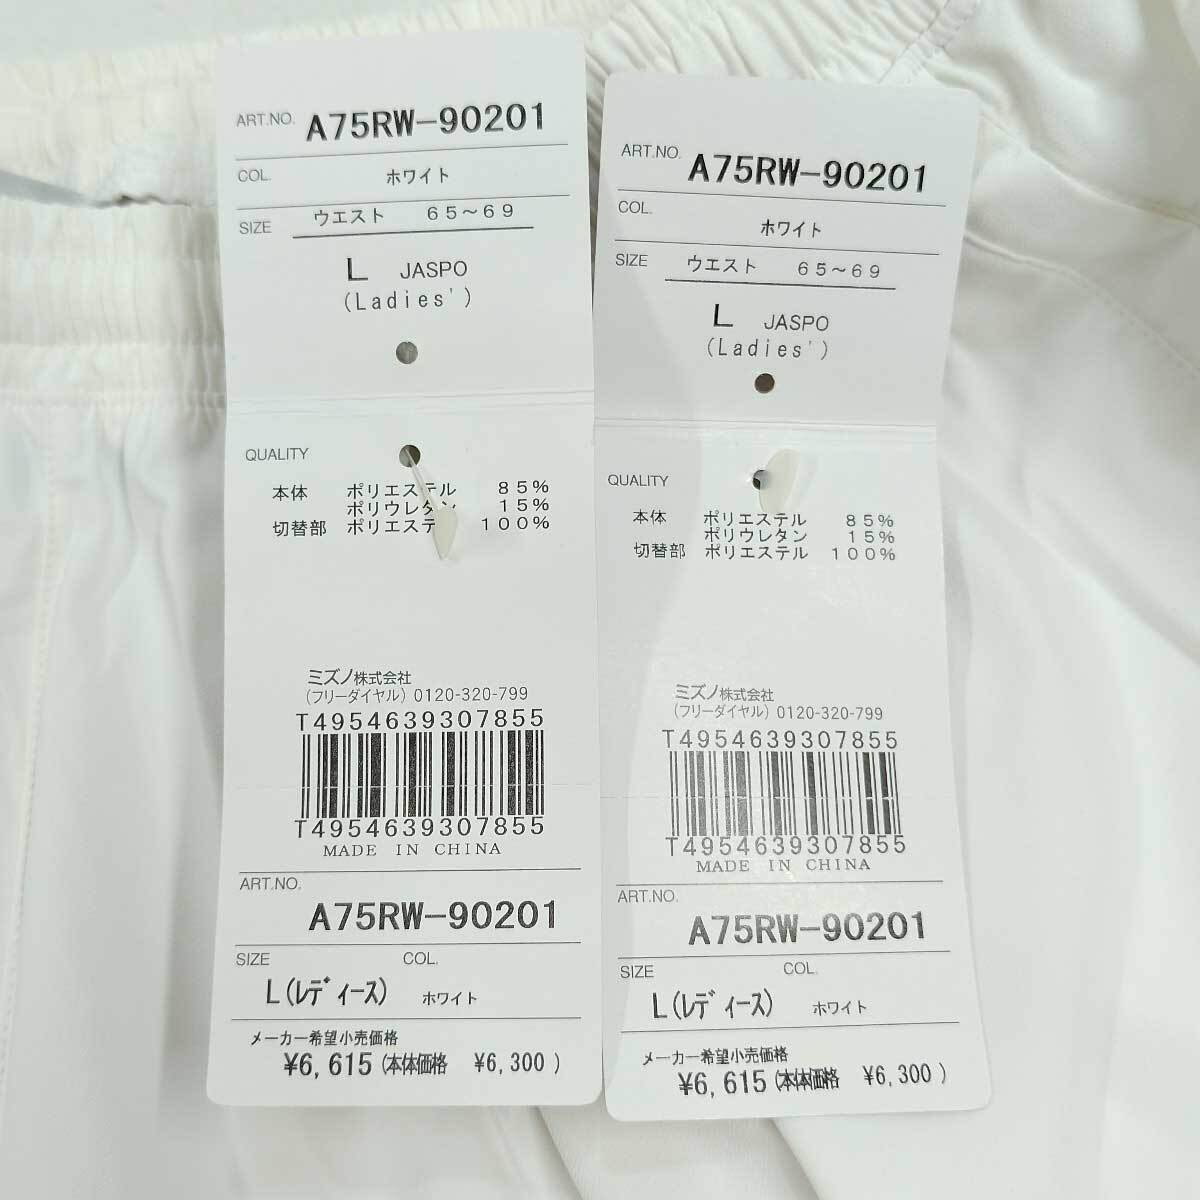 ART.NO. A75RW-90201
COL. ホワイト
SIZE ウエスト 65～69
L JASPO
(Ladies')
QUALITY
本体 ポリエステル 85%
ポリウレタン 15%
切替部 ポリエステル 100%
ミズノ株式会社
(フリーダイヤル) 0120-320-799
T4954639307855
T4954639307855
MADE IN CHINA
ART.NO.
A75RW-90201
SIZE COL.
L(レディース) ホワイト
メーカー希望小売価格
¥6,615(本体価格 ¥6,300)
ART.NO. A75RW-90201
COL. ホワイト
SIZE ウエスト 65～69
L JASPO
(Ladies')
QUALITY
本体 ポリエステル 85%
ポリウレタン 15%
切替部 ポリエステル 100%
ミズノ株式会社
(フリーダイヤル) 0120-320-799
T4954639307855
T4954639307855
MADE IN CHINA
ART.NO.
A75RW-90201
SIZE COL.
L(レディース) ホワイト
メーカー希望小売価格
¥6,615(本体価格 ¥6,300)